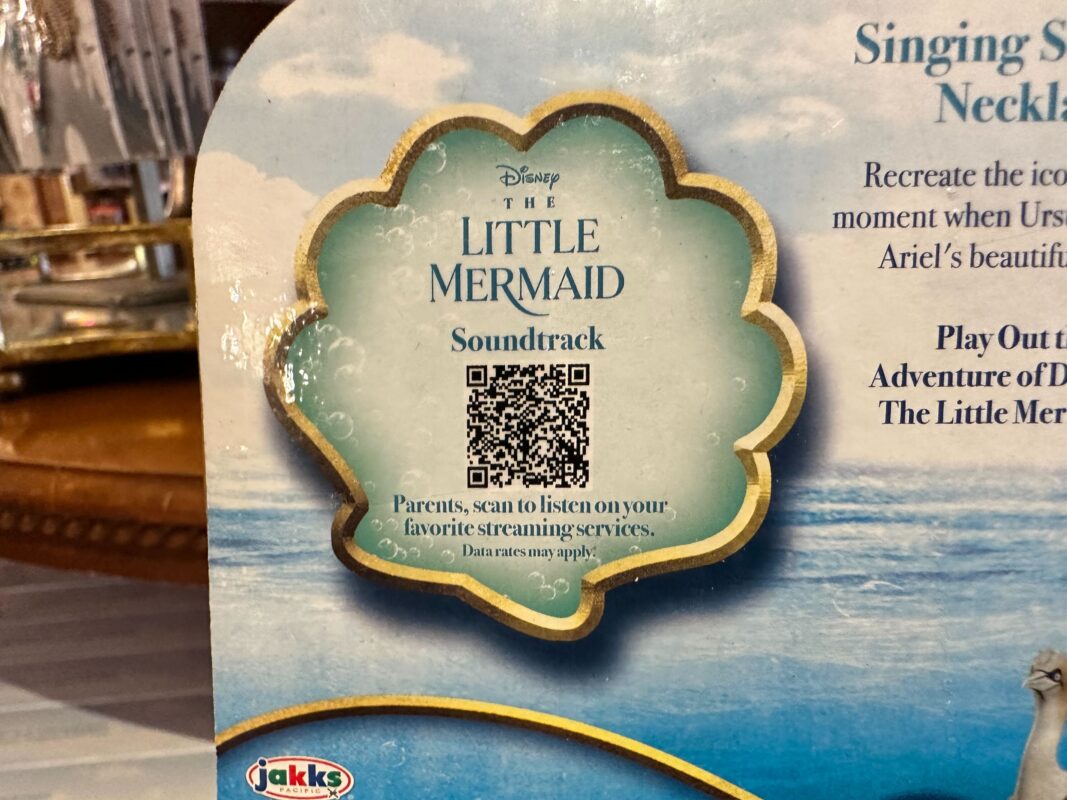 Disney
THE
LITTLE
MERMAID
Soundtrack
Parents, scan to listen on your
favorite streaming services.
Data rates may apply.
Singing S
Neckla
Recreate the ico
moment when Urs
Ariel's beautifu
Play Out t
Adventure of D
The Little Mer
jakks
PACIFIC